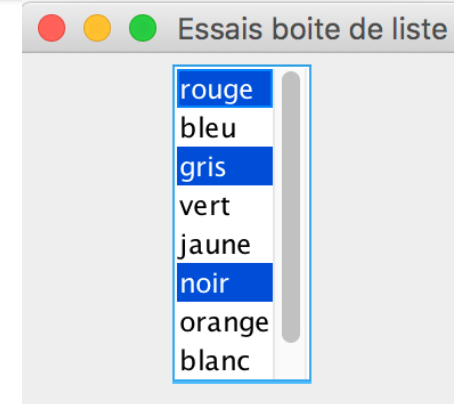 Essais boite de liste
rouge
bleu
gris
vert
jaune
noir
orange
blanc